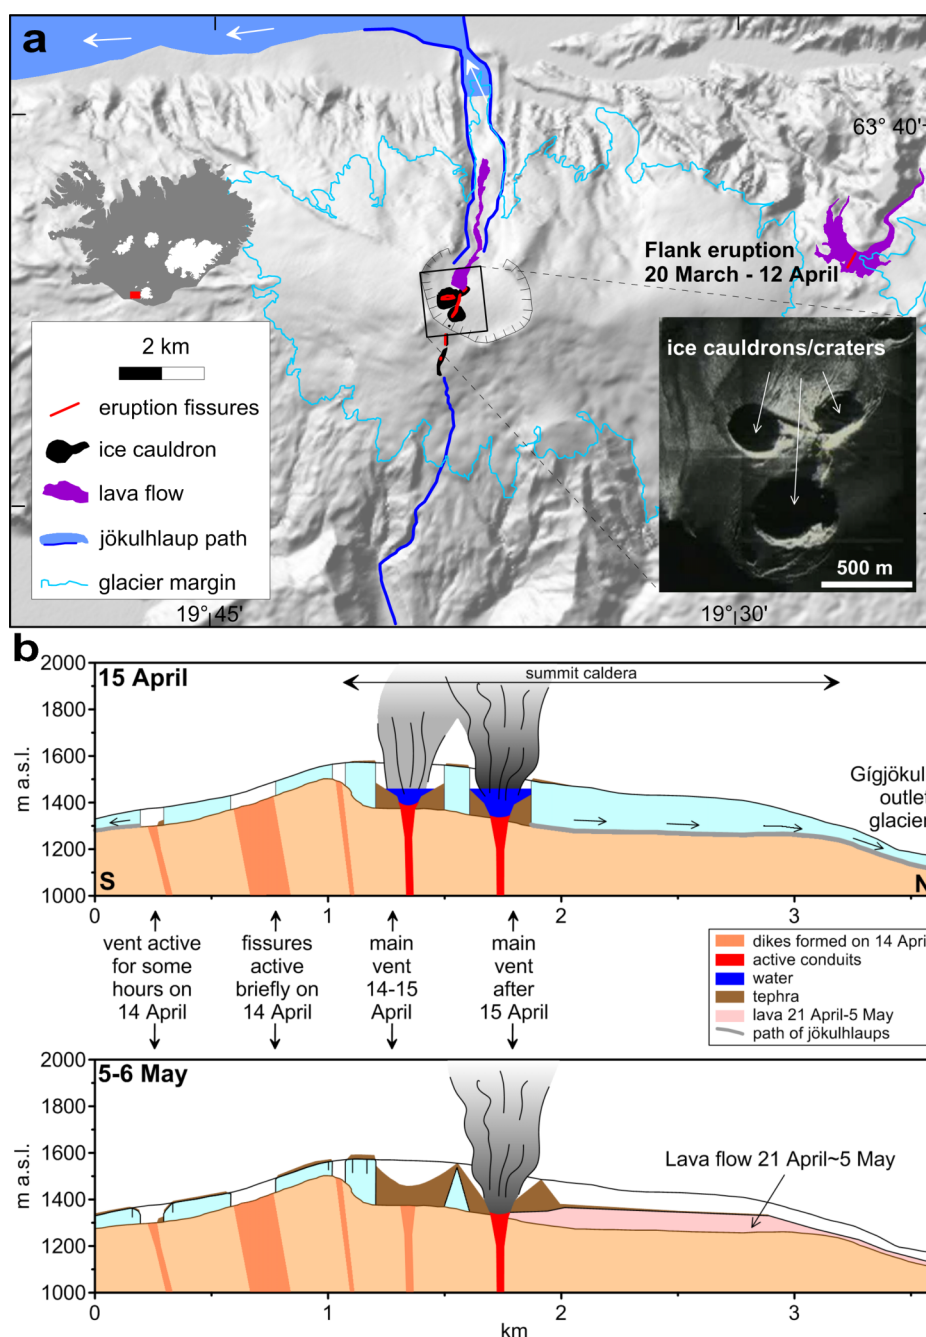 a
63° 40'
Flank eruption
20 March - 12 April
2 km
eruption fissures
ice cauldron
lava flow
jökulhlaup path
glacier margin
ice cauldrons/craters
500 m
19° 45'
19° 30'
b
2000
1800
1600
1400
1200
1000
m a.s.l.
15 April
summit caldera
Gígjökull
outlet
glacier
S
N
0
1
2
3
vent active
for some
hours on
14 April
fissures
active
briefly on
14 April
main
vent
14-15
April
main
vent
after
15 April
dikes formed on 14 April
active conduits
water
tephra
lava 21 April-5 May
path of jökulhlaups
2000
1800
1600
1400
1200
1000
m a.s.l.
5-6 May
Lava flow 21 April~5 May
0
1
2
3
km